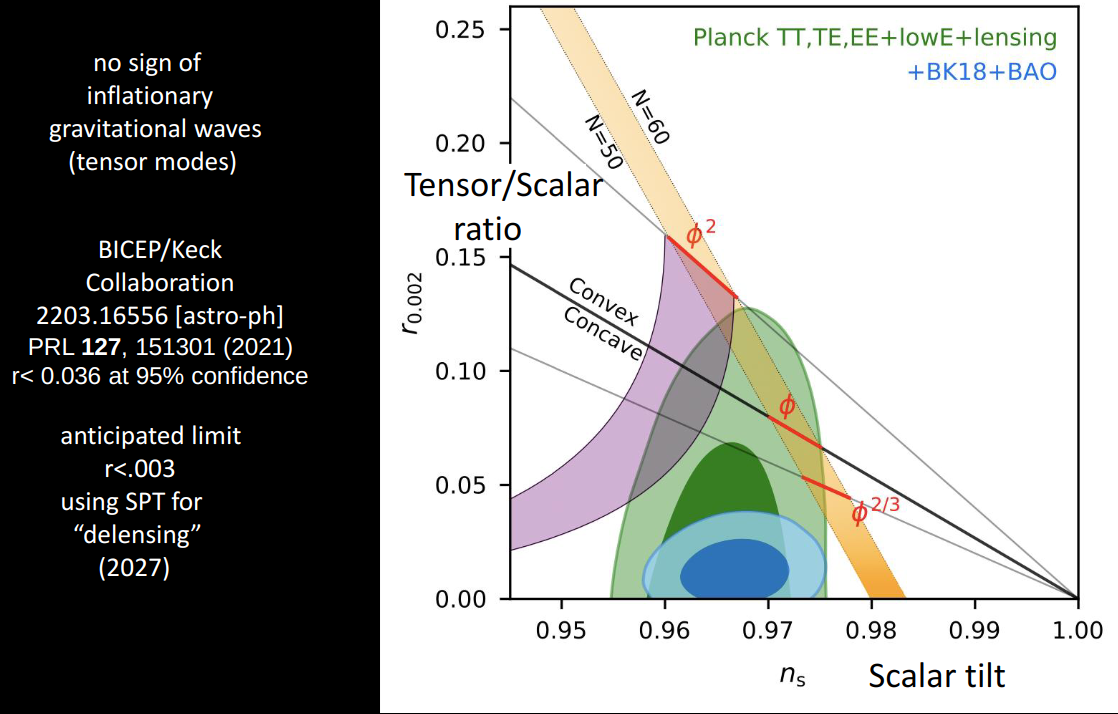 no sign of
inflationary
gravitational waves
(tensor modes)
BICEP/Keck
Collaboration
2203.16556 [astro-ph]
PRL 127, 151301 (2021)
r< 0.036 at 95% confidence
anticipated limit
r<.003
using SPT for
“delensing”
(2027)
Planck TT,TE,EE+lowE+lensing
+BK18+BAO
0.25
0.20
0.15
0.10
0.05
0.00
Tensor/Scalar
ratio
r0.002
N=60
N=50
ϕ2
Convex
Concave
ϕ
ϕ2/3
0.95 0.96 0.97 0.98 0.99 1.00
ns
Scalar tilt